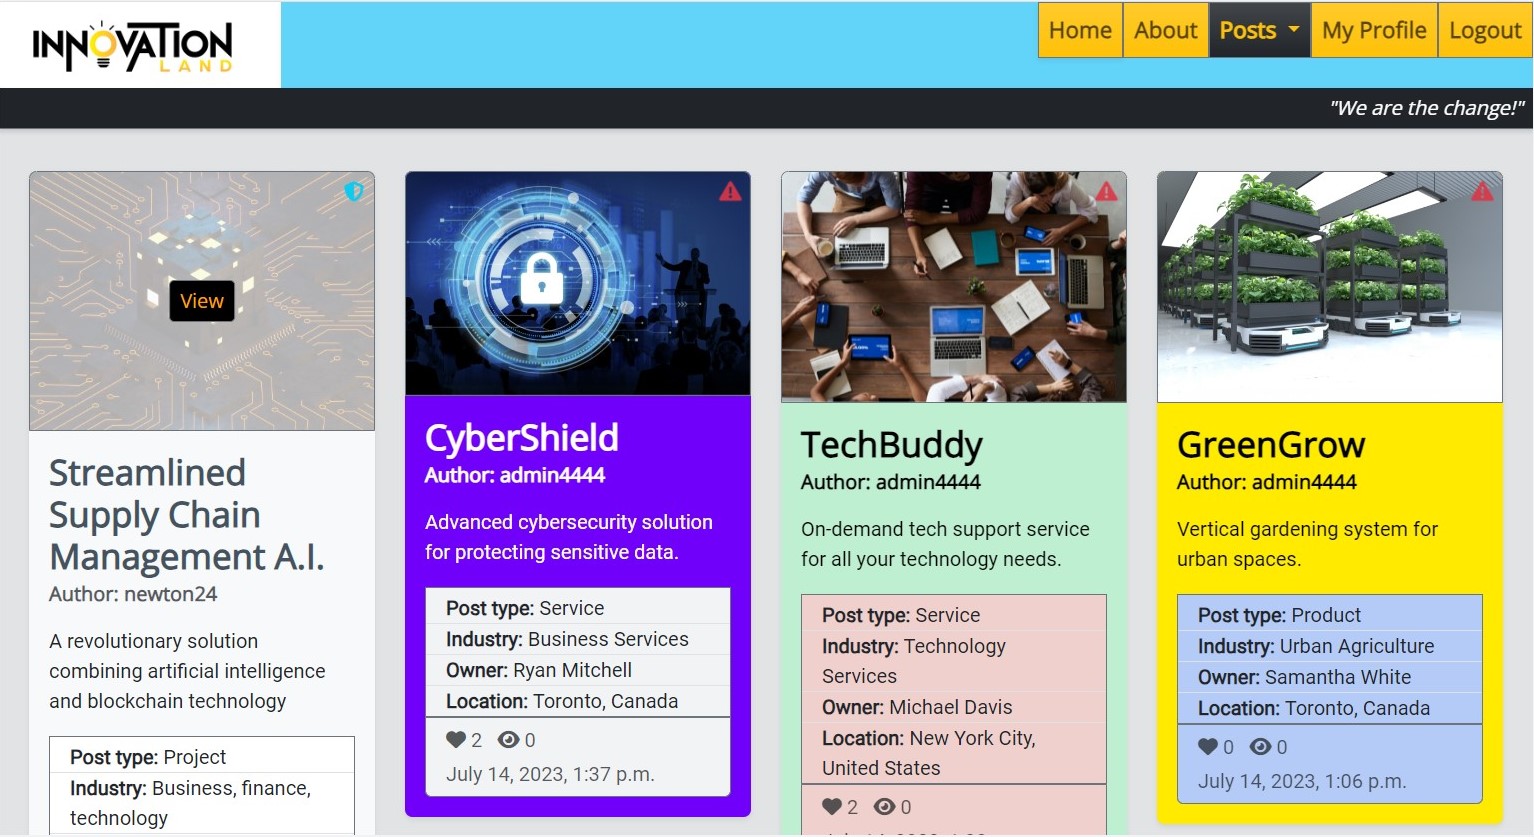 INNOVATION
LAND
Home
About
Posts
My Profile
Logout
"We are the change!"
View
Streamlined
Supply Chain
Management A.I.
Author: newton24
A revolutionary solution
combining artificial intelligence
and blockchain technology
Post type: Project
Industry: Business, finance,
technology
CyberShield
Author: admin4444
Advanced cybersecurity solution
for protecting sensitive data.
Post type: Service
Industry: Business Services
Owner: Ryan Mitchell
Location: Toronto, Canada
2 0
July 14, 2023, 1:37 p.m.
TechBuddy
Author: admin4444
On-demand tech support service
for all your technology needs.
Post type: Service
Industry: Technology
Services
Owner: Michael Davis
Location: New York City,
United States
2 0
GreenGrow
Author: admin4444
Vertical gardening system for
urban spaces.
Post type: Product
Industry: Urban Agriculture
Owner: Samantha White
Location: Toronto, Canada
0 0
July 14, 2023, 1:06 p.m.